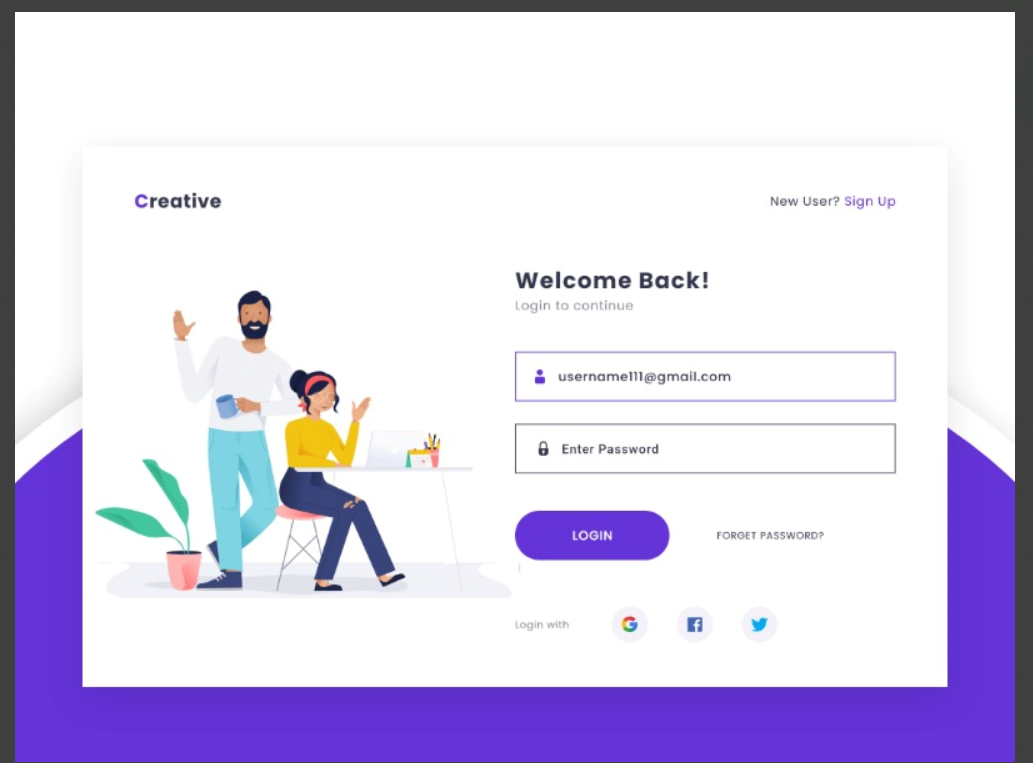 Creative
New User? Sign Up
Welcome Back!
Login to continue
username111@gmail.com
Enter Password
LOGIN
FORGET PASSWORD?
Login with